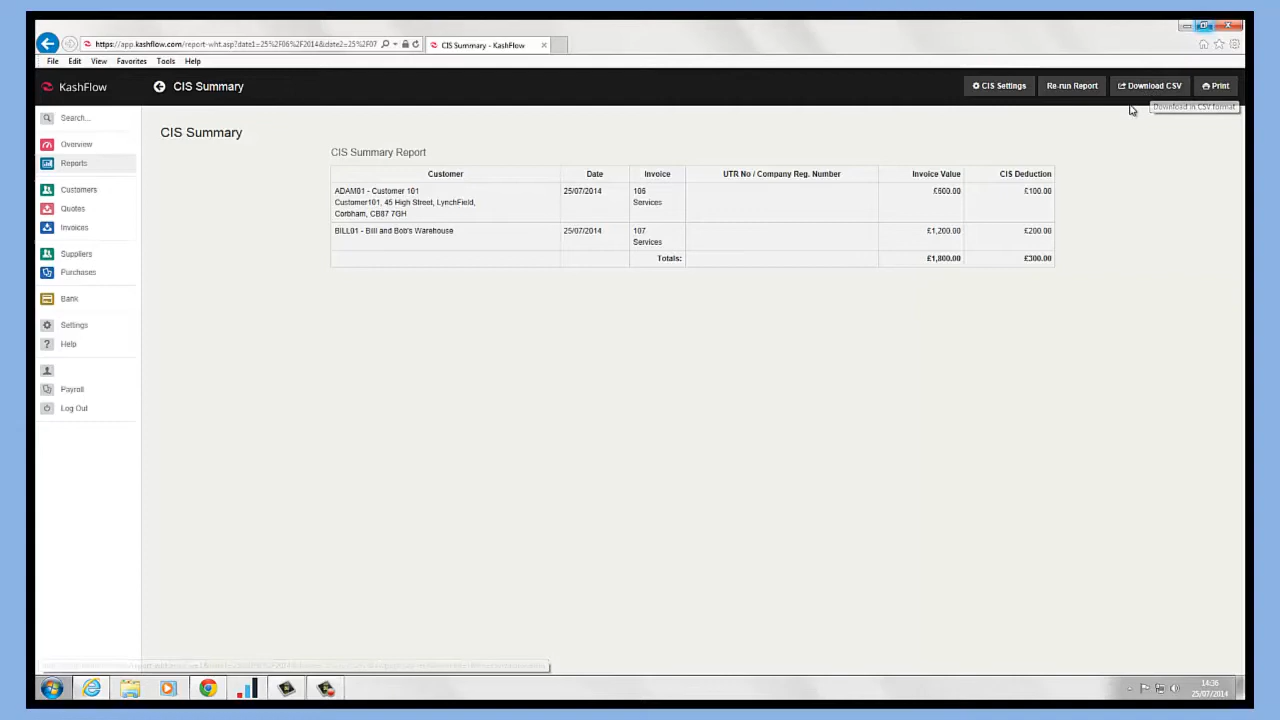 https://app.kashflow.com/report-wht.asp?date1=25%2F06%2F2014&date2=25%2F07
CIS Summary - KashFlow
File Edit View Favorites Tools Help
KashFlow
CIS Summary
CIS Settings
Re-run Report
Download CSV
Print
Download in CSV format
Search...
Overview
Reports
Customers
Quotes
Invoices
Suppliers
Purchases
Bank
Settings
Help
Payroll
Log Out
CIS Summary
CIS Summary Report
Customer Date Invoice UTR No / Company Reg. Number Invoice Value CIS Deduction
ADAM01 - Customer 101 25/07/2014 106 £600.00 £100.00
Customer101, 45 High Street, LynchField, Services
Corbham, CB87 7GH
BILL01 - Bill and Bob's Warehouse 25/07/2014 107 £1,200.00 £200.00
Services
Totals: £1,800.00 £300.00
14:36
25/07/2014